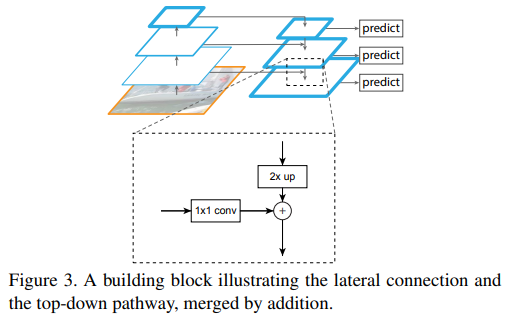 predict
predict
predict
2x up
1x1 conv
+
Figure 3. A building block illustrating the lateral connection and
the top-down pathway, merged by addition.